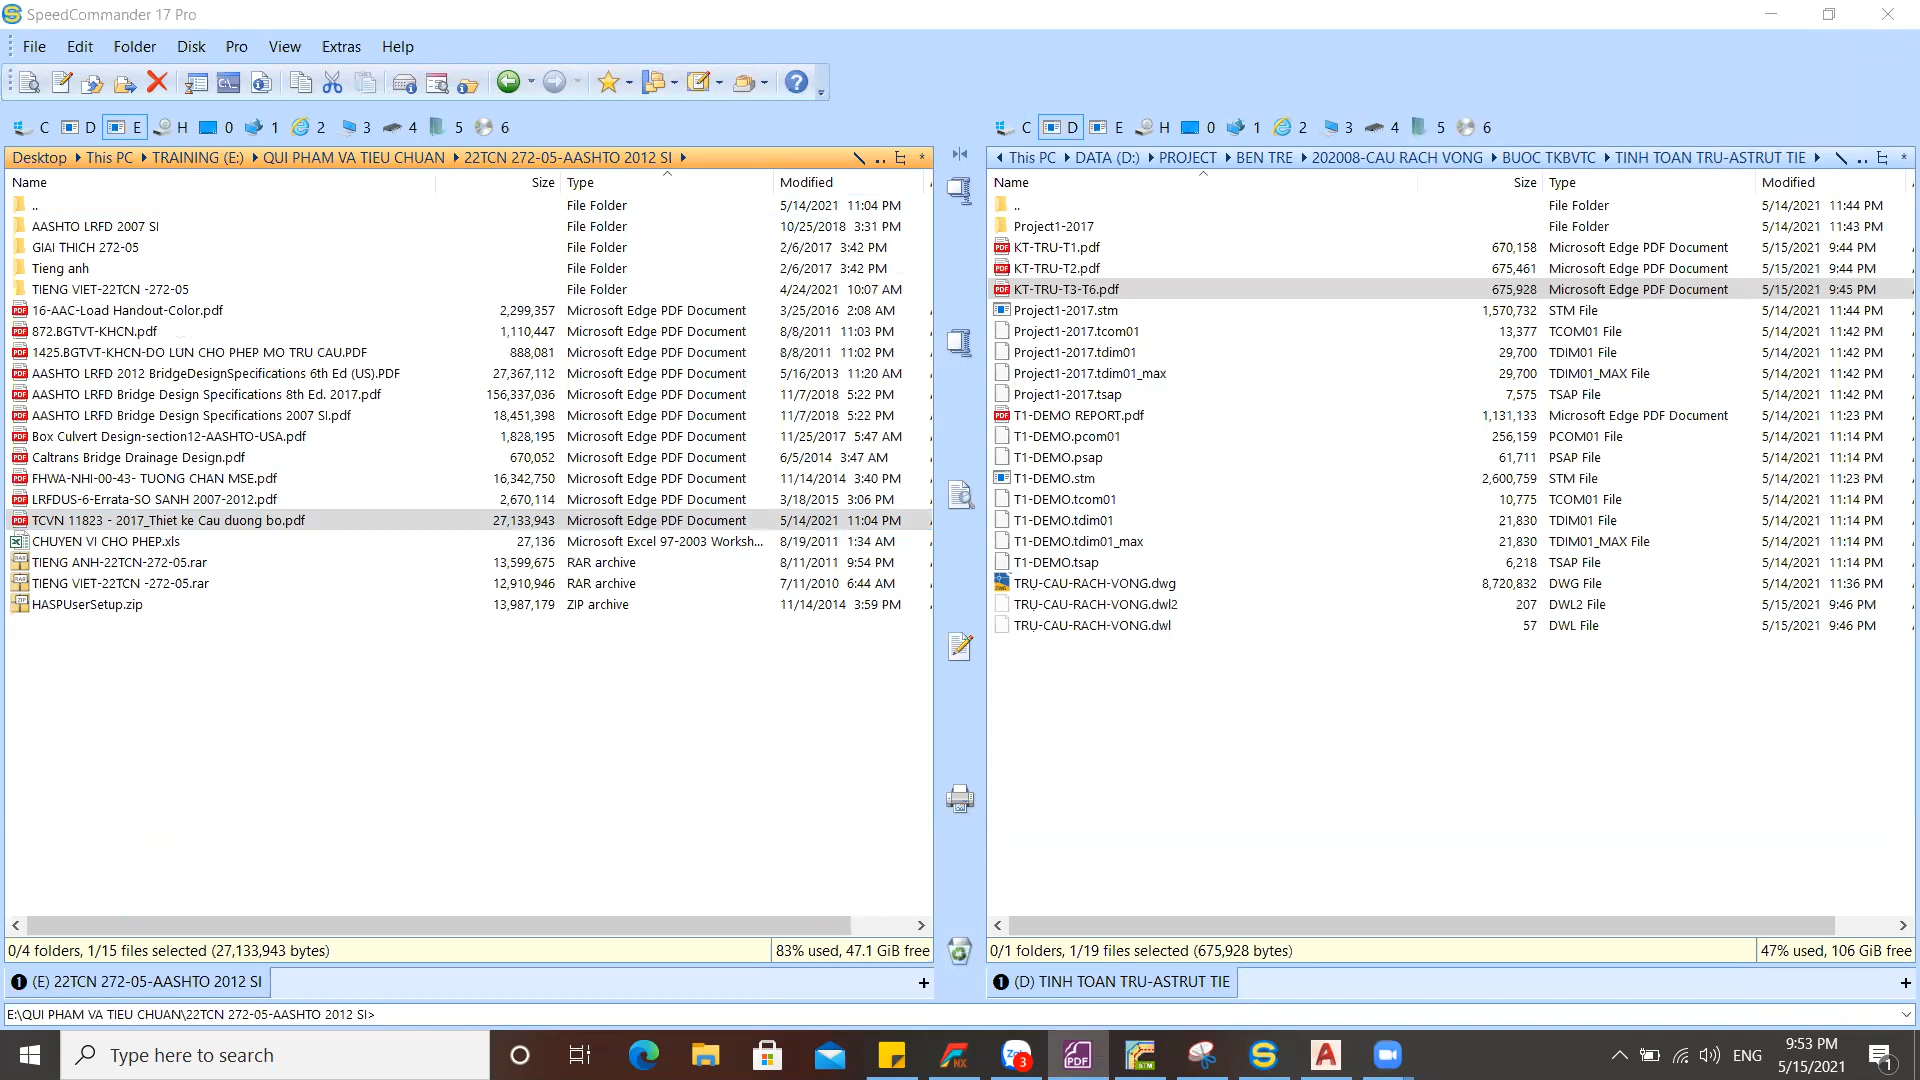 SpeedCommander 17 Pro
File Edit Folder Disk Pro View Extras Help
C D E H 0 1 2 3 4 5 6
Desktop This PC TRAINING (E:) QUI PHAM VA TIEU CHUAN 22TCN 272-05-AASHTO 2012 SI
Name Size Type Modified
.. File Folder 5/14/2021 11:04 PM
AASHTO LRFD 2007 SI File Folder 10/25/2018 3:31 PM
GIAI THICH 272-05 File Folder 2/6/2017 3:42 PM
Tieng anh File Folder 2/6/2017 3:42 PM
TIENG VIET-22TCN -272-05 File Folder 4/24/2021 10:07 AM
16-AAC-Load Handout-Color.pdf 2,299,357 Microsoft Edge PDF Document 3/25/2016 2:08 AM
872.BGTVT-KHCN.pdf 1,110,447 Microsoft Edge PDF Document 8/8/2011 11:03 PM
1425.BGTVT-KHCN-DO LUN CHO PHEP MO TRU CAU.PDF 888,081 Microsoft Edge PDF Document 8/8/2011 11:02 PM
AASHTO LRFD 2012 BridgeDesignSpecifications 6th Ed (US).PDF 27,367,112 Microsoft Edge PDF Document 5/16/2013 11:20 AM
AASHTO LRFD Bridge Design Specifications 8th Ed. 2017.pdf 156,337,036 Microsoft Edge PDF Document 11/7/2018 5:22 PM
AASHTO LRFD Bridge Design Specifications 2007 SI.pdf 18,451,398 Microsoft Edge PDF Document 11/7/2018 5:22 PM
Box Culvert Design-section12-AASHTO-USA.pdf 1,828,195 Microsoft Edge PDF Document 11/25/2017 5:47 AM
Caltrans Bridge Drainage Design.pdf 670,052 Microsoft Edge PDF Document 6/5/2014 3:47 AM
FHWA-NHI-00-43- TUONG CHAN MSE.pdf 16,342,750 Microsoft Edge PDF Document 11/14/2014 3:40 PM
LRFDUS-6-Errata-SO SANH 2007-2012.pdf 2,670,114 Microsoft Edge PDF Document 3/18/2015 3:06 PM
TCVN 11823 - 2017_Thiet ke Cau duong bo.pdf 27,133,943 Microsoft Edge PDF Document 5/14/2021 11:04 PM
CHUYEN VI CHO PHEP.xls 27,136 Microsoft Excel 97-2003 Worksh... 8/19/2011 1:34 AM
TIENG ANH-22TCN-272-05.rar 13,599,675 RAR archive 8/11/2011 9:54 PM
TIENG VIET-22TCN -272-05.rar 12,910,946 RAR archive 7/11/2010 6:44 AM
HASPUserSetup.zip 13,987,179 ZIP archive 11/14/2014 3:59 PM
0/4 folders, 1/15 files selected (27,133,943 bytes) 83% used, 47.1 GiB free
(E) 22TCN 272-05-AASHTO 2012 SI
C D E H 0 1 2 3 4 5 6
This PC DATA (D:) PROJECT BEN TRE 202008-CAU RACH VONG BUOC TKBVTC TINH TOAN TRU-ASTRUT TIE
Name Size Type Modified
.. File Folder 5/14/2021 11:44 PM
Project1-2017 File Folder 5/14/2021 11:43 PM
KT-TRU-T1.pdf 670,158 Microsoft Edge PDF Document 5/15/2021 9:44 PM
KT-TRU-T2.pdf 675,461 Microsoft Edge PDF Document 5/15/2021 9:44 PM
KT-TRU-T3-T6.pdf 675,928 Microsoft Edge PDF Document 5/15/2021 9:45 PM
Project1-2017.stm 1,570,732 STM File 5/14/2021 11:44 PM
Project1-2017.tcom01 13,377 TCOM01 File 5/14/2021 11:42 PM
Project1-2017.tdim01 29,700 TDIM01 File 5/14/2021 11:42 PM
Project1-2017.tdim01_max 29,700 TDIM01_MAX File 5/14/2021 11:42 PM
Project1-2017.tsap 7,575 TSAP File 5/14/2021 11:42 PM
T1-DEMO REPORT.pdf 1,131,133 Microsoft Edge PDF Document 5/14/2021 11:23 PM
T1-DEMO.pcom01 256,159 PCOM01 File 5/14/2021 11:14 PM
T1-DEMO.psap 61,711 PSAP File 5/14/2021 11:14 PM
T1-DEMO.stm 2,600,759 STM File 5/14/2021 11:23 PM
T1-DEMO.tcom01 10,775 TCOM01 File 5/14/2021 11:14 PM
T1-DEMO.tdim01 21,830 TDIM01 File 5/14/2021 11:14 PM
T1-DEMO.tdim01_max 21,830 TDIM01_MAX File 5/14/2021 11:14 PM
T1-DEMO.tsap 6,218 TSAP File 5/14/2021 11:14 PM
TRỤ-CAU-RACH-VONG.dwg 8,720,832 DWG File 5/14/2021 11:36 PM
TRỤ-CAU-RACH-VONG.dwl2 207 DWL2 File 5/15/2021 9:46 PM
TRỤ-CAU-RACH-VONG.dwl 57 DWL File 5/15/2021 9:46 PM
0/1 folders, 1/19 files selected (675,928 bytes) 47% used, 106 GiB free
(D) TINH TOAN TRU-ASTRUT TIE
E:\QUI PHAM VA TIEU CHUAN\22TCN 272-05-AASHTO 2012 SI>
Type here to search
ENG
9:53 PM
5/15/2021